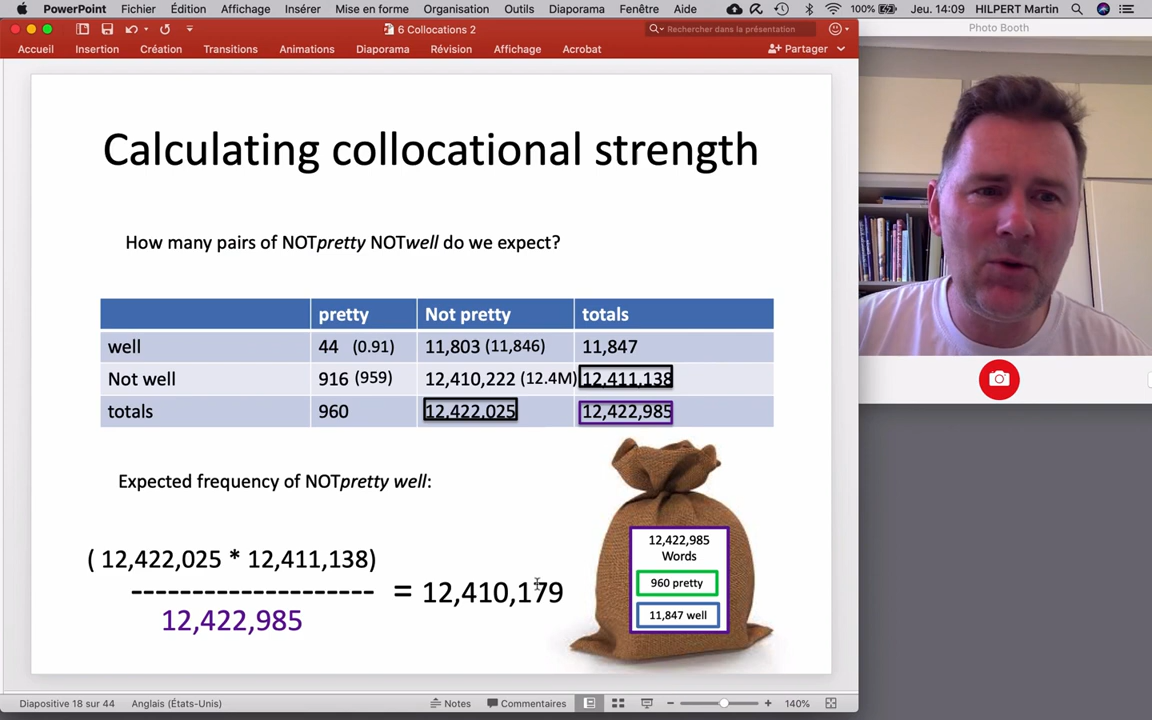 PowerPoint Fichier Édition Affichage Insérer Mise en forme Organisation Outils Diaporama Fenêtre Aide 100% Jeu. 14:09 HILPERT Martin
6 Collocations 2
Rechercher dans la présentation
Photo Booth
Accueil Insertion Création Transitions Animations Diaporama Révision Affichage Acrobat Partager
Calculating collocational strength
How many pairs of NOTpretty NOTwell do we expect?
pretty Not pretty totals
well 44 (0.91) 11,803 (11,846) 11,847
Not well 916 (959) 12,410,222 (12.4M) 12,411,138
totals 960 12,422,025 12,422,985
Expected frequency of NOTpretty well:
( 12,422,025 * 12,411,138)
------------------- = 12,410,179
12,422,985
12,422,985
Words
960 pretty
11,847 well
Diapositive 18 sur 44 Anglais (États-Unis) Notes Commentaires 140%